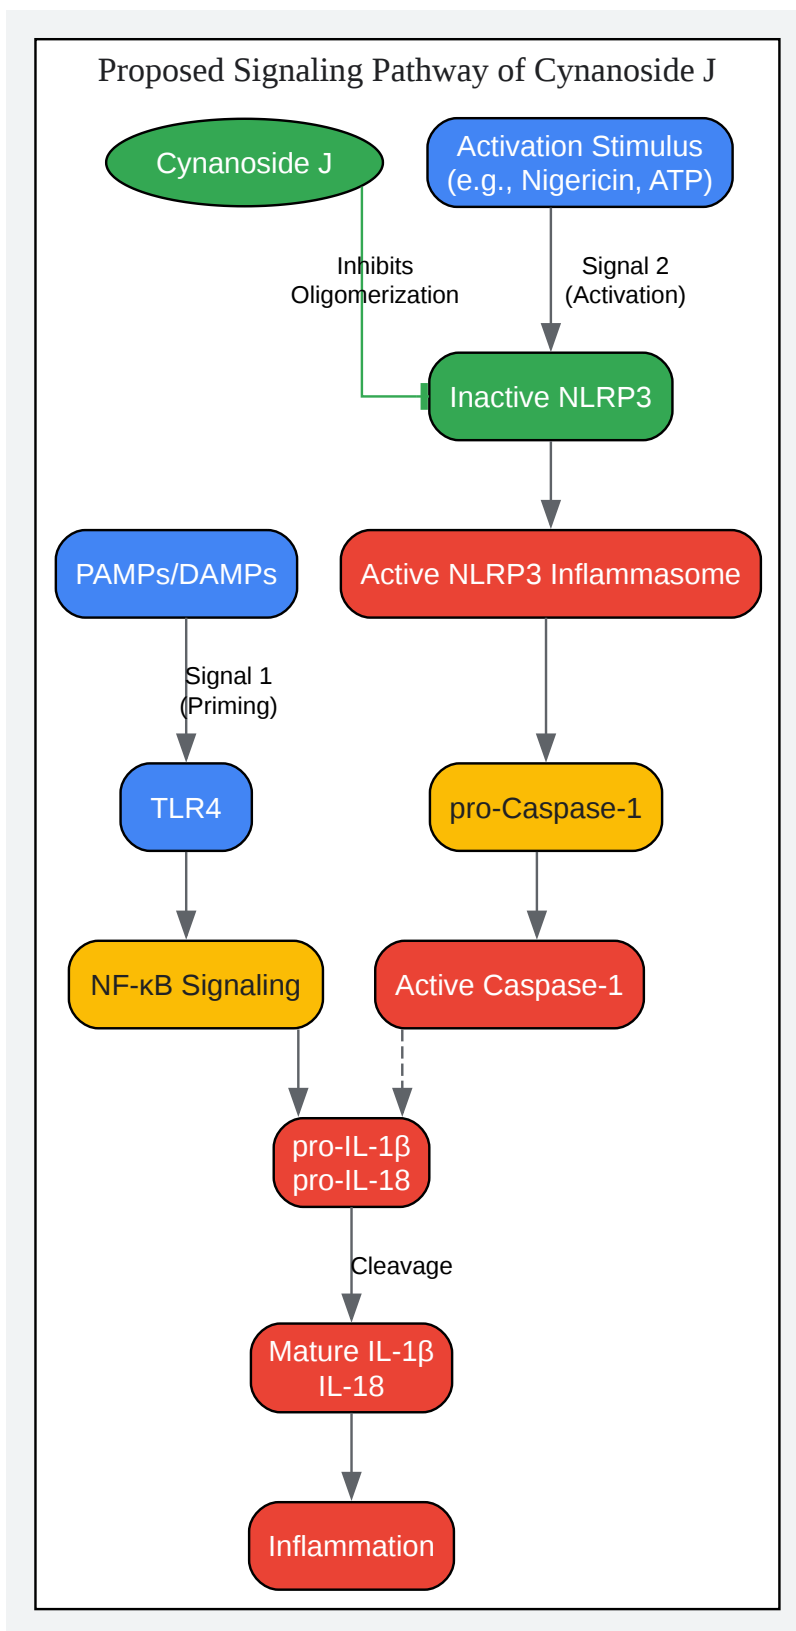 Proposed Signaling Pathway of Cynanoside J
Cynanoside J
Activation Stimulus
(e.g., Nigericin, ATP)
Inhibits
Oligomerization
Signal 2
(Activation)
Inactive NLRP3
PAMPs/DAMPs
Active NLRP3 Inflammasome
Signal 1
(Priming)
TLR4
pro-Caspase-1
NF-κB Signaling
Active Caspase-1
pro-IL-1β
pro-IL-18
Cleavage
Mature IL-1β
IL-18
Inflammation